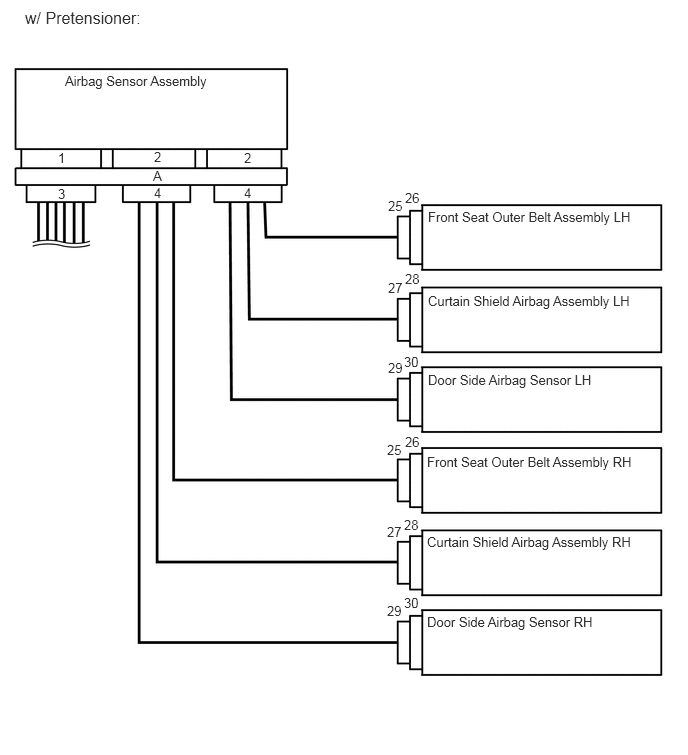 w/ Pretensioner:
Airbag Sensor Assembly
1 2 2
A
3 4 4
25 26
Front Seat Outer Belt Assembly LH
27 28
Curtain Shield Airbag Assembly LH
29 30
Door Side Airbag Sensor LH
25 26
Front Seat Outer Belt Assembly RH
27 28
Curtain Shield Airbag Assembly RH
29 30
Door Side Airbag Sensor RH